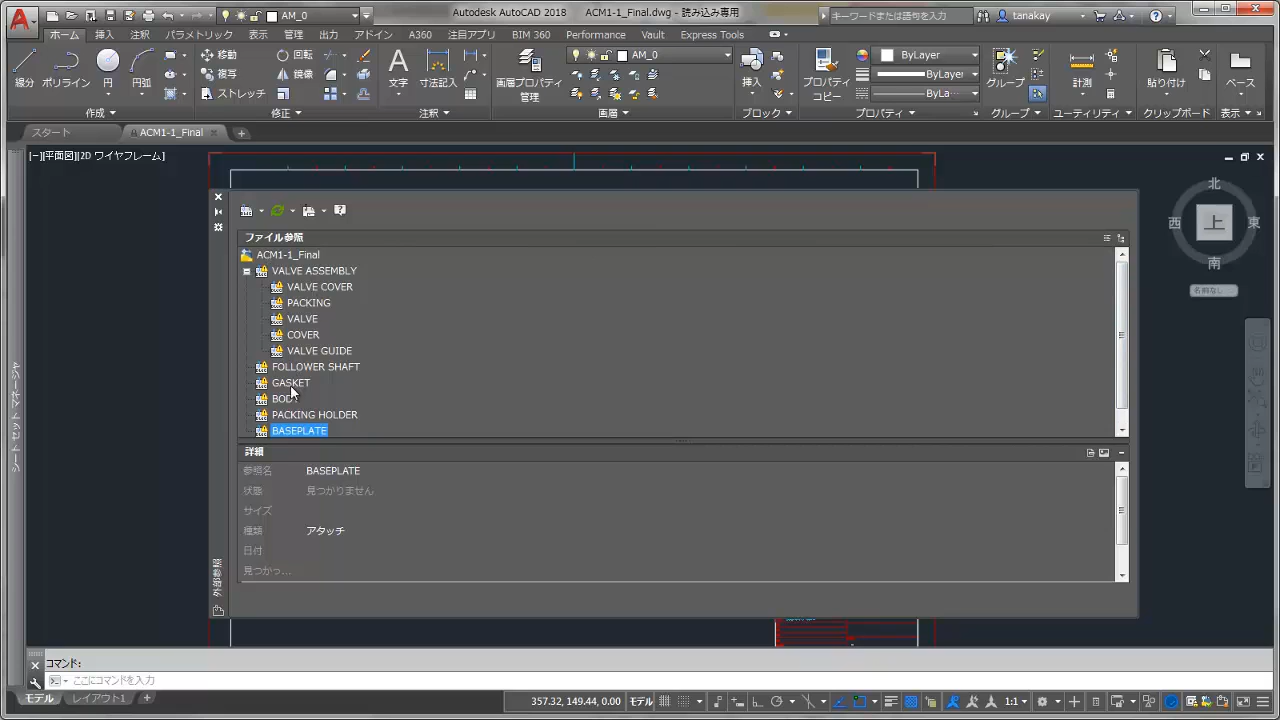 AM_0
Autodesk AutoCAD 2018 ACM1-1_Final.dwg - 読み込み専用
キーワードまたは語句を入力
tanakay
ホーム 挿入 注釈 パラメトリック 表示 管理 出力 アドイン A360 注目アプリ BIM 360 Performance Vault Express Tools
線分 ポリライン 円 円弧
移動 回転
複写 鏡像
ストレッチ
文字 寸法記入
画層プロパティ管理
AM_0
挿入
プロパティコピー
ByLayer
ByLayer
ByLa...
グループ
計測
貼り付け
ベース
作成 修正 注釈 画層 ブロック プロパティ グループ ユーティリティ クリップボード 表示
スタート ACM1-1_Final
[−][平面図][2D ワイヤフレーム]
北
西 上 東
南
名前なし...
シート セット マネージャ
外部参照
ファイル参照
ACM1-1_Final
VALVE ASSEMBLY
VALVE COVER
PACKING
VALVE
COVER
VALVE GUIDE
FOLLOWER SHAFT
GASKET
BODY
PACKING HOLDER
BASEPLATE
詳細
参照名 BASEPLATE
状態 見つかりません
サイズ
種類 アタッチ
日付
見つかっ...
コマンド:
ここにコマンドを入力
モデル レイアウト1
357.32, 149.44, 0.00 モデル 1:1